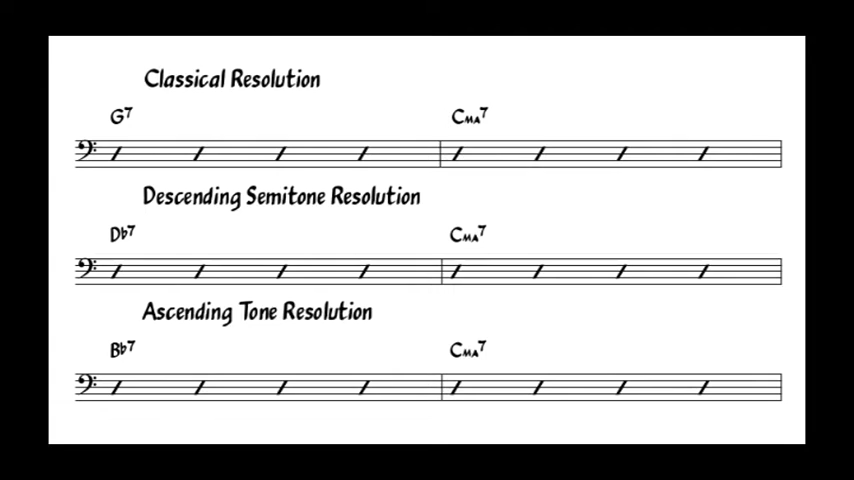 Classical Resolution
G7 CMA7
Descending Semitone Resolution
Db7 CMA7
Ascending Tone Resolution
Bb7 CMA7